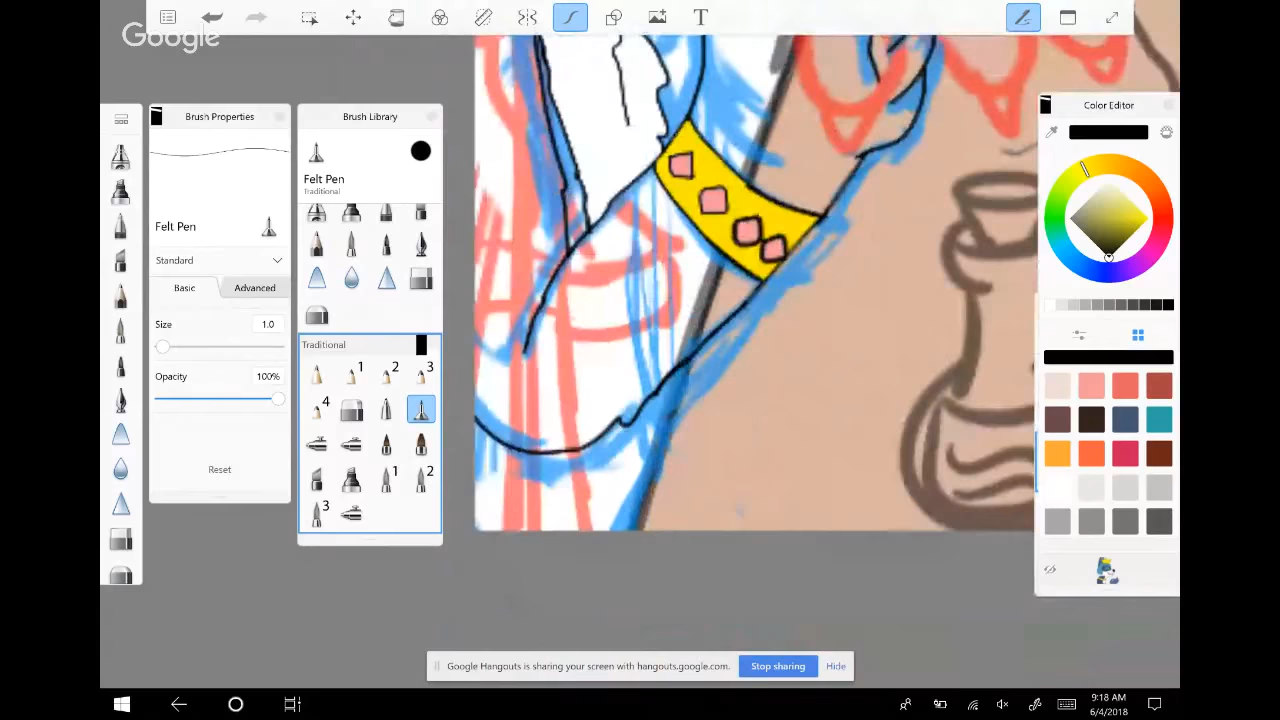 T
Google
Brush Properties
Felt Pen
Standard
Basic
Advanced
Size
1.0
Opacity
100%
Reset
Brush Library
Felt Pen
Traditional
Traditional
1
2
3
4
1
2
3
Color Editor
Google Hangouts is sharing your screen with hangouts.google.com.
Stop sharing
Hide
9:18 AM
6/4/2018